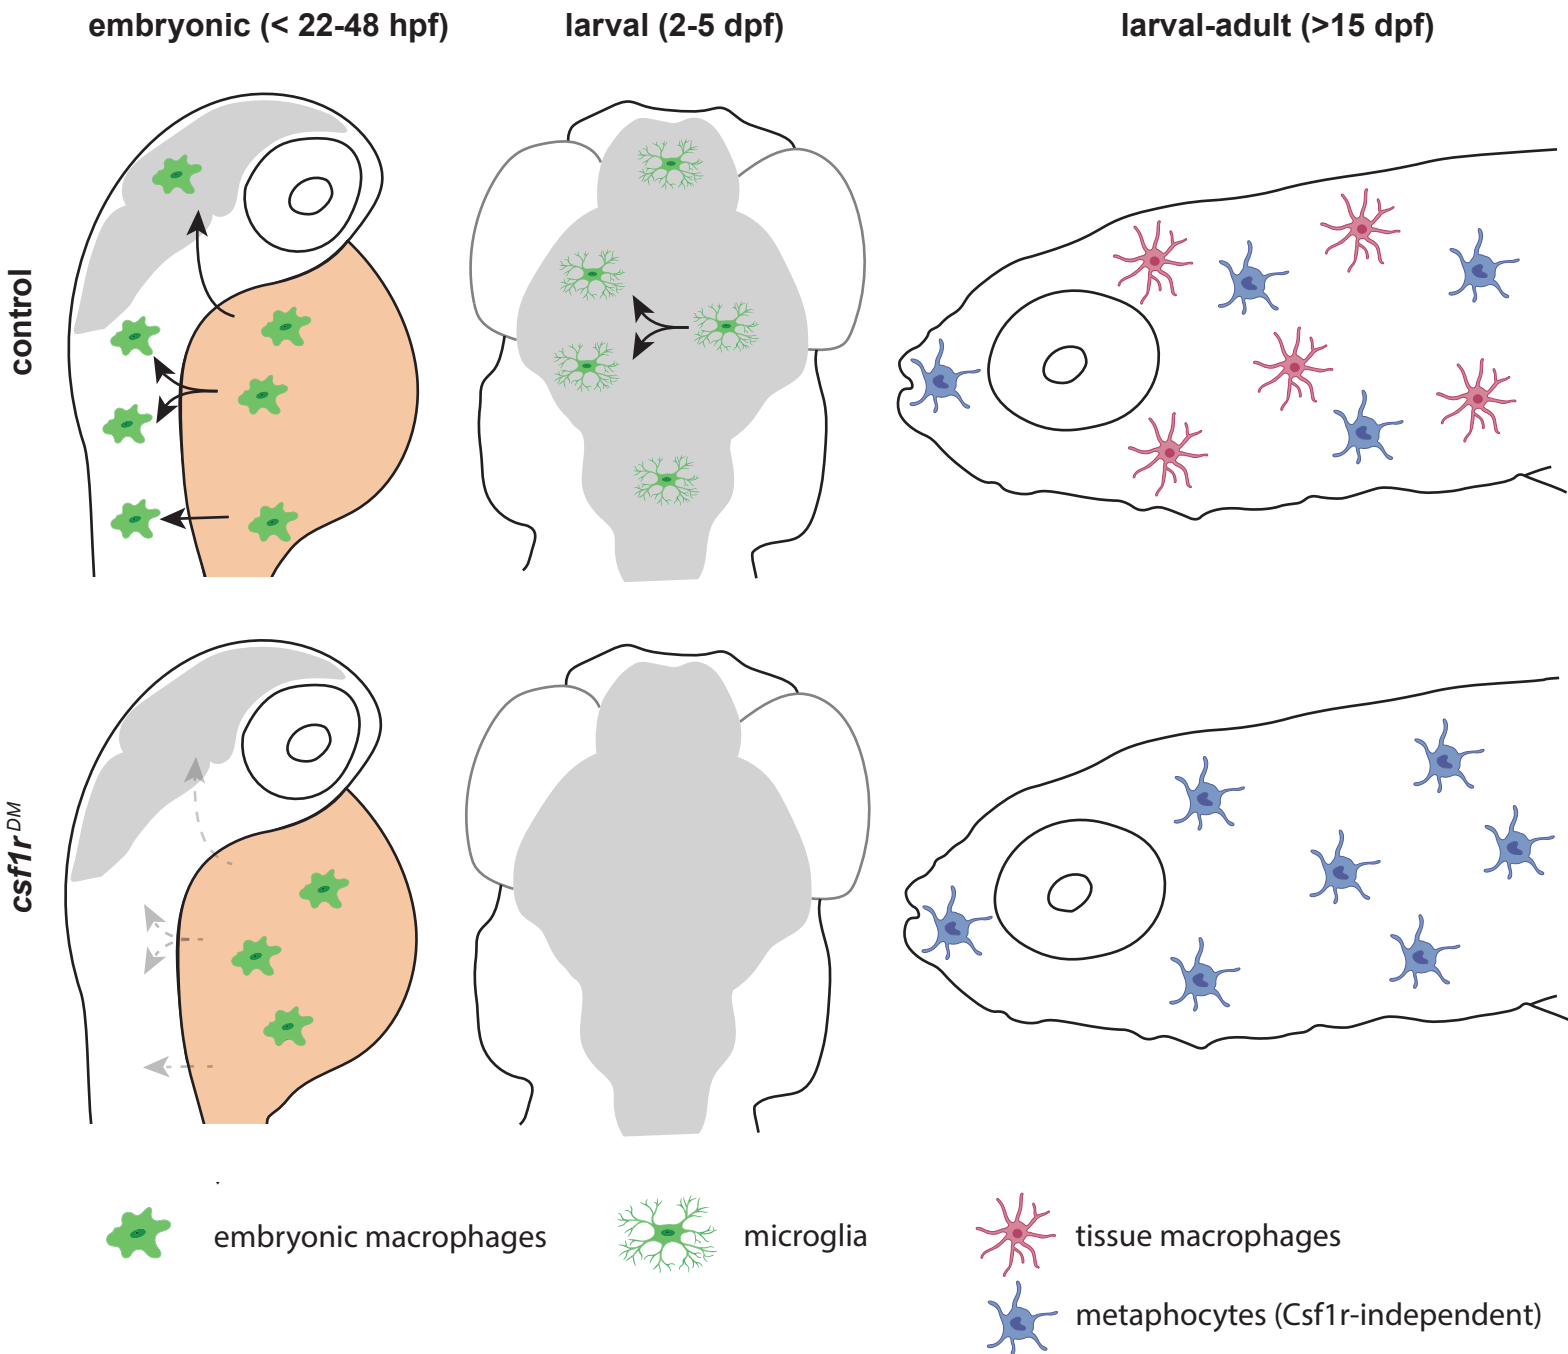 embryonic (< 22-48 hpf)
larval (2-5 dpf)
larval-adult (>15 dpf)
control
csf1r DM
embryonic macrophages
microglia
tissue macrophages
metaphocytes (Csf1r-independent)